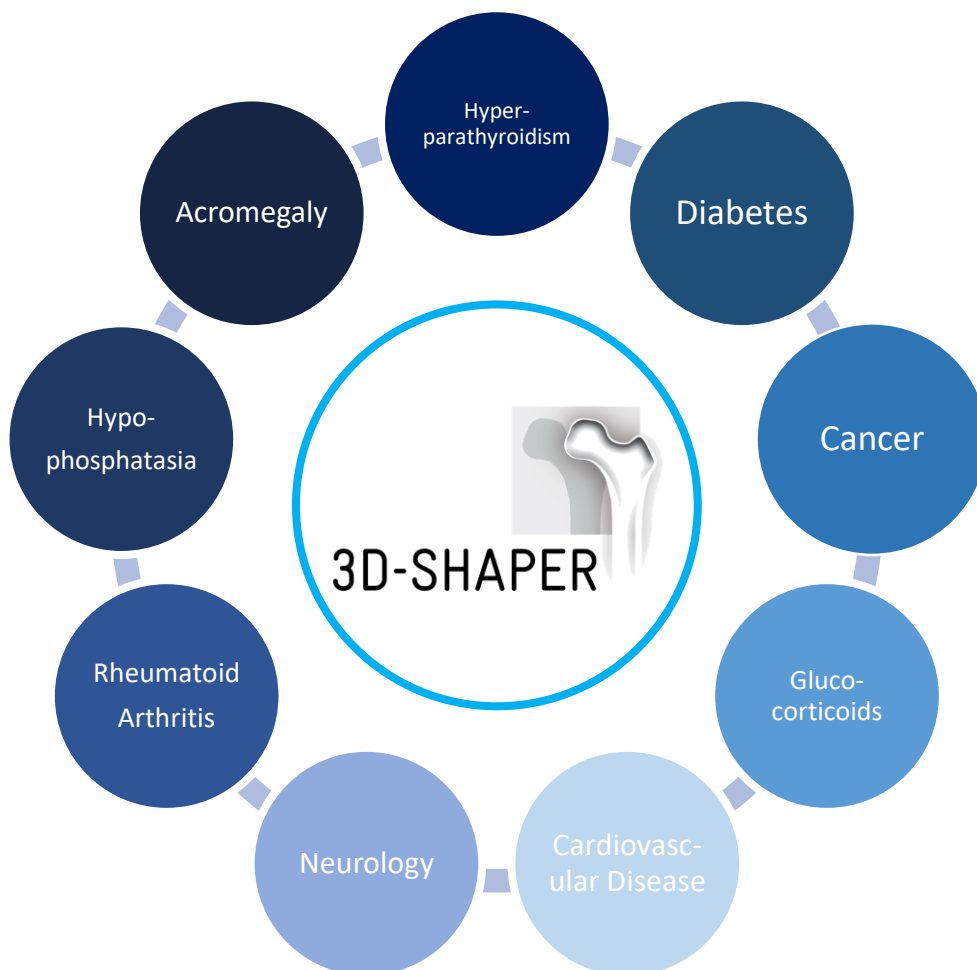 Hyper-
parathyroidism
Diabetes
Cancer
Gluco-
corticoids
Cardiovasc-
ular Disease
Neurology
Rheumatoid
Arthritis
Hypo-
phosphatasia
Acromegaly
3D-SHAPER